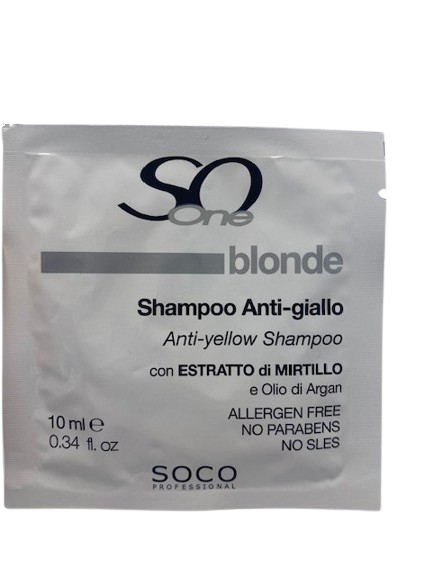 SO
One
blonde
Shampoo Anti-giallo
Anti-yellow Shampoo
con ESTRATTO di MIRTILLO
e Olio di Argan
ALLERGEN FREE
NO PARABENS
NO SLES
10 ml ℮
0.34 fl. oz
SOCO
PROFESSIONAL